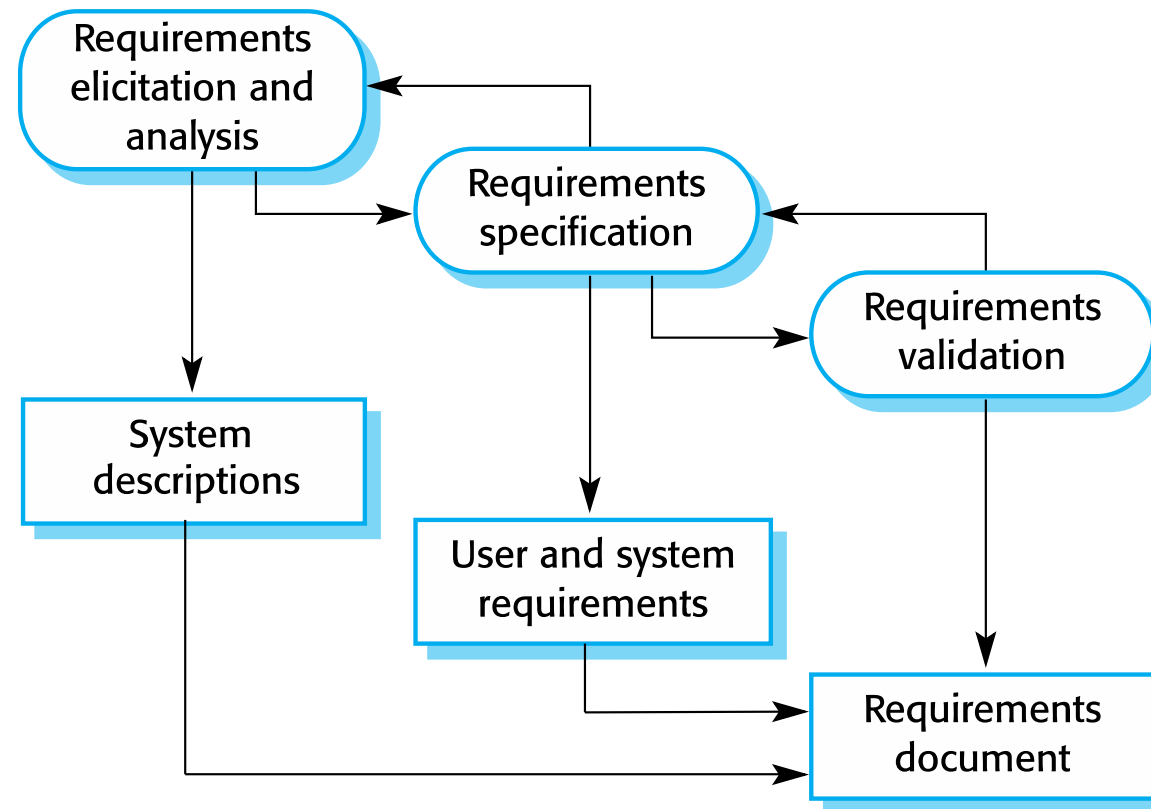 Requirements
elicitation and
analysis
Requirements
specification
Requirements
validation
System
descriptions
User and system
requirements
Requirements
document